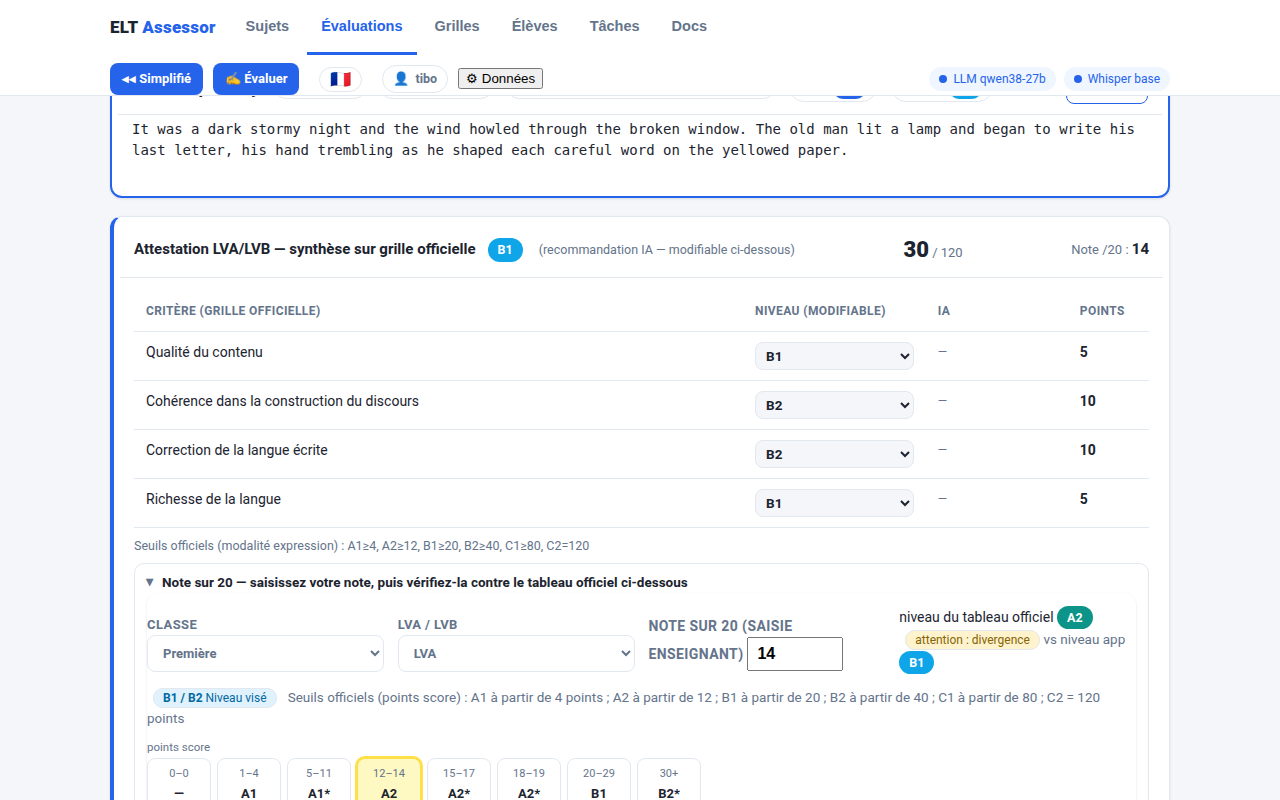 ELT Assessor
Sujets
Évaluations
Grilles
Élèves
Tâches
Docs
◀◀ Simplifié
✍ Évaluer
👤 tibo
⚙ Données
LLM qwen38-27b
Whisper base
It was a dark stormy night and the wind howled through the broken window. The old man lit a lamp and began to write his
last letter, his hand trembling as he shaped each careful word on the yellowed paper.
Attestation LVA/LVB — synthèse sur grille officielle B1 (recommandation IA — modifiable ci-dessous) 30 / 120 Note /20 : 14
CRITÈRE (GRILLE OFFICIELLE) NIVEAU (MODIFIABLE) IA POINTS
Qualité du contenu B1 — 5
Cohérence dans la construction du discours B2 — 10
Correction de la langue écrite B2 — 10
Richesse de la langue B1 — 5
Seuils officiels (modalité expression) : A1≥4, A2≥12, B1≥20, B2≥40, C1≥80, C2=120
▼ Note sur 20 — saisissez votre note, puis vérifiez-la contre le tableau officiel ci-dessous
CLASSE
Première
LVA / LVB
LVA
NOTE SUR 20 (SAISIE
ENSEIGNANT) 14
niveau du tableau officiel A2
attention : divergence vs niveau app
B1
B1 / B2 Niveau visé Seuils officiels (points score) : A1 à partir de 4 points ; A2 à partir de 12 ; B1 à partir de 20 ; B2 à partir de 40 ; C1 à partir de 80 ; C2 = 120
points
points score
0–0 1–4 5–11 12–14 15–17 18–19 20–29 30+
— A1 A1* A2 A2* A2* B1 B2*